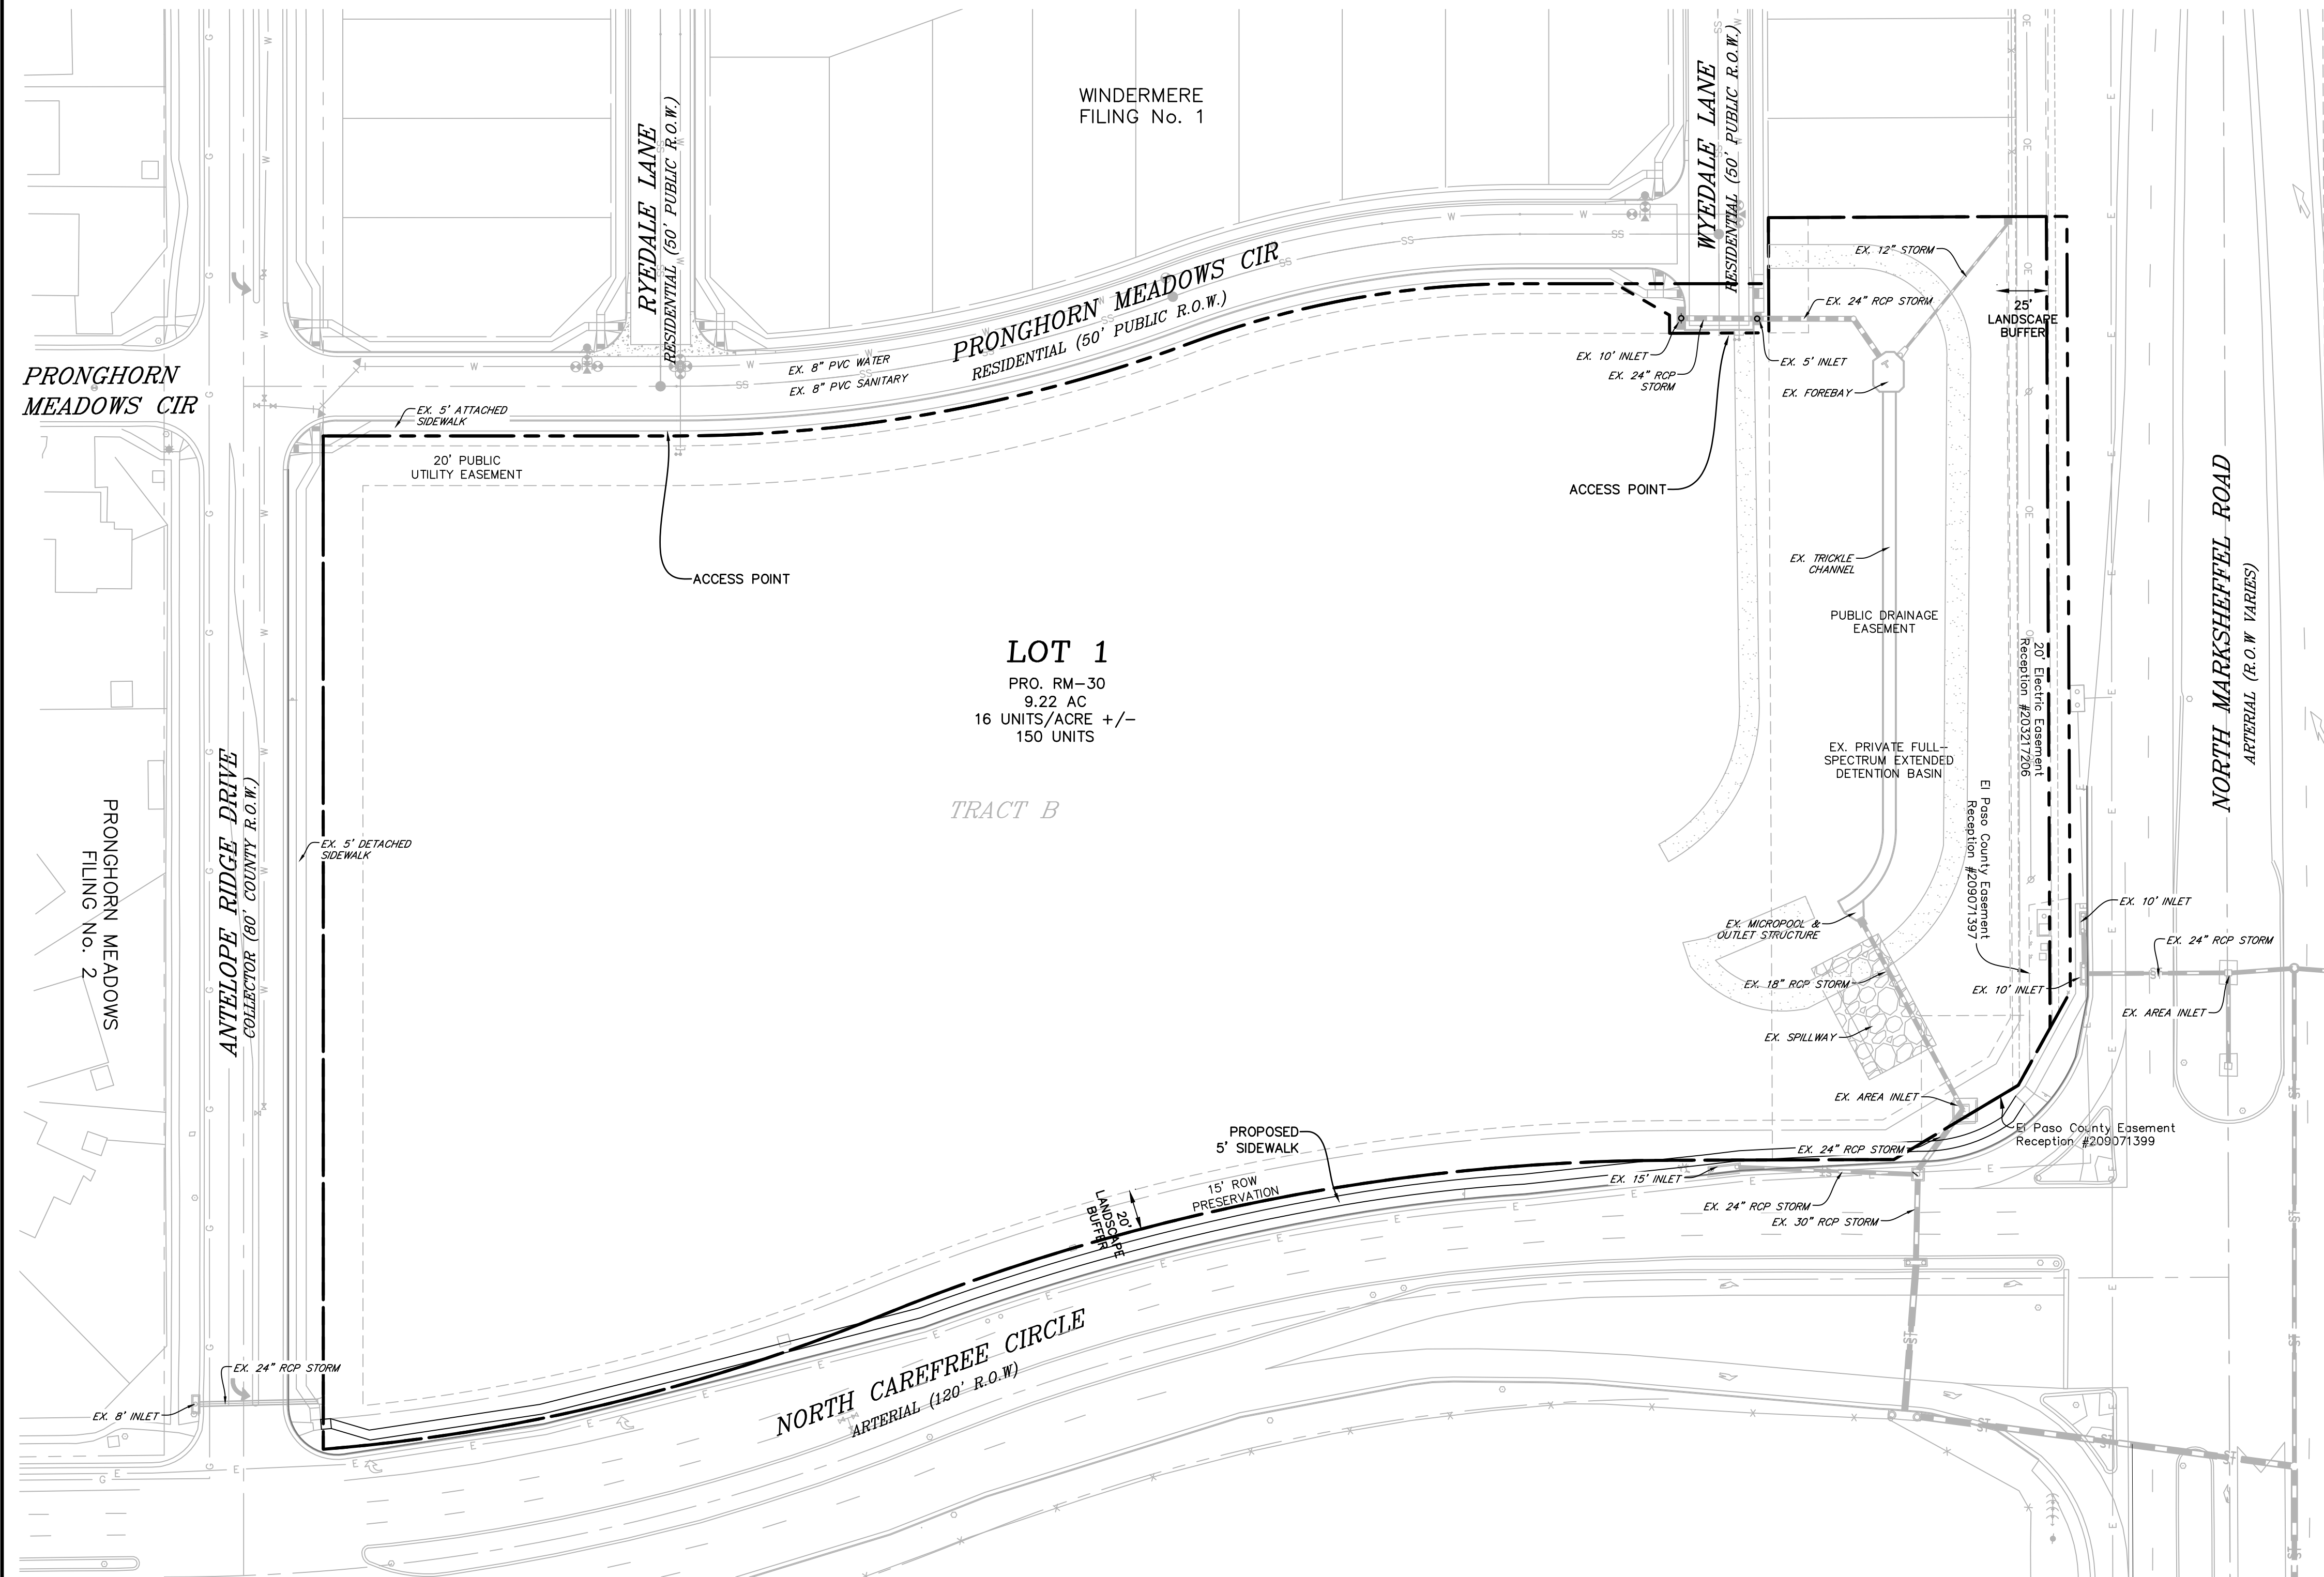 WINDERMERE
FILING No. 1
RYEDALE LANE
RESIDENTIAL (50' PUBLIC R.O.W.)
WYEDALE LANE
RESIDENTIAL (50' PUBLIC R.O.W.)
PRONGHORN MEADOWS CIR
RESIDENTIAL (50' PUBLIC R.O.W.)
EX. 8" PVC WATER
EX. 8" PVC SANITARY
PRONGHORN
MEADOWS CIR
EX. 5' ATTACHED
SIDEWALK
20' PUBLIC
UTILITY EASEMENT
ACCESS POINT
ACCESS POINT
EX. 12" STORM
EX. 24" RCP STORM
25'
LANDSCAPE
BUFFER
EX. 10' INLET
EX. 24" RCP
STORM
EX. 5' INLET
EX. FOREBAY
EX. TRICKLE
CHANNEL
PUBLIC DRAINAGE
EASEMENT
LOT 1
PRO. RM-30
9.22 AC
16 UNITS/ACRE +/-
150 UNITS
TRACT B
EX. PRIVATE FULL-
SPECTRUM EXTENDED
DETENTION BASIN
20' Electric Easement
Reception #203217206
El Paso County Easement
Reception #209071397
NORTH MARKSHEFFEL ROAD
ARTERIAL (R.O.W VARIES)
ANTELOPE RIDGE DRIVE
COLLECTOR (80' COUNTY R.O.W.)
PRONGHORN MEADOWS
FILING No. 2
EX. 5' DETACHED
SIDEWALK
EX. MICROPOOL &
OUTLET STRUCTURE
EX. 18" RCP STORM
EX. SPILLWAY
EX. 10' INLET
EX. 24" RCP STORM
EX. 10' INLET
EX. AREA INLET
EX. AREA INLET
El Paso County Easement
Reception #209071399
PROPOSED
5' SIDEWALK
EX. 24" RCP STORM
EX. 15' INLET
EX. 24" RCP STORM
EX. 30" RCP STORM
15' ROW
PRESERVATION
20'
LANDSCAPE
BUFFER
NORTH CAREFREE CIRCLE
ARTERIAL (120' R.O.W)
EX. 24" RCP STORM
EX. 8' INLET